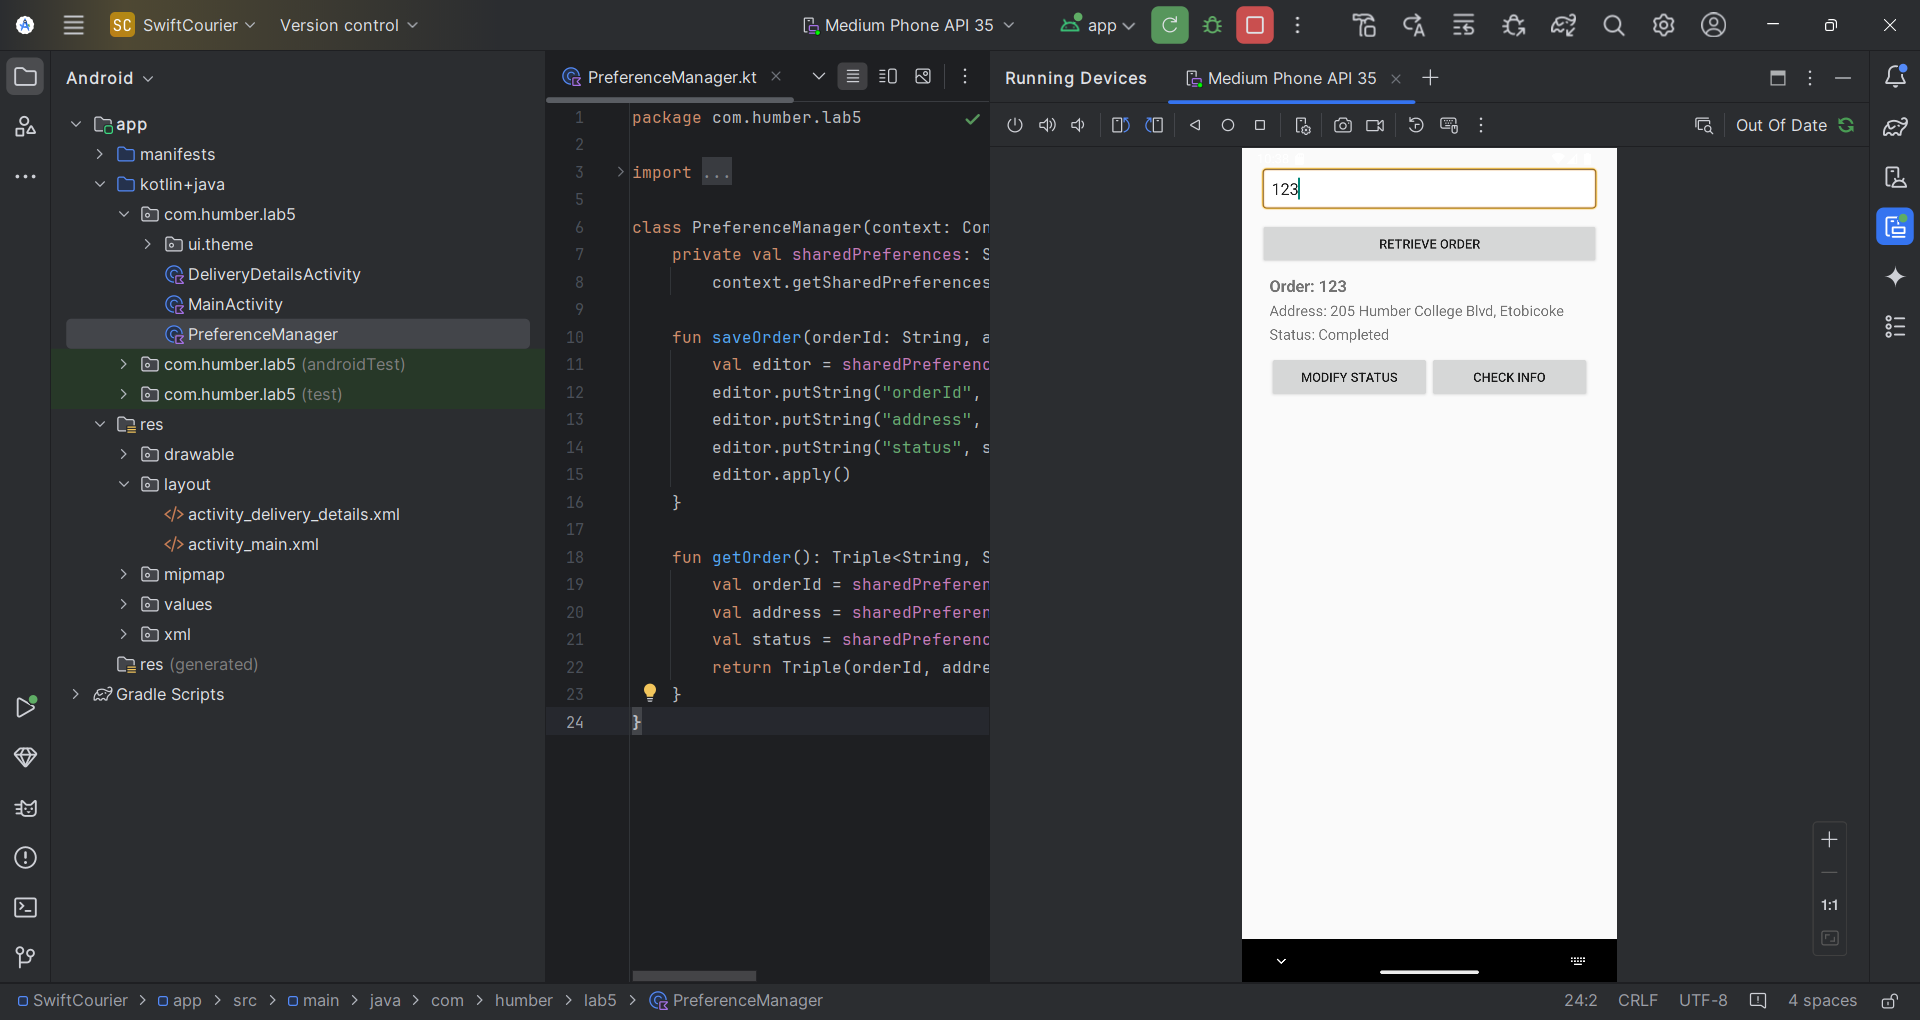 SC SwiftCourier Version control Medium Phone API 35 app
Android
app
manifests
kotlin+java
com.humber.lab5
ui.theme
DeliveryDetailsActivity
MainActivity
PreferenceManager
com.humber.lab5 (androidTest)
com.humber.lab5 (test)
res
drawable
layout
activity_delivery_details.xml
activity_main.xml
mipmap
values
xml
res (generated)
Gradle Scripts
PreferenceManager.kt
1 package com.humber.lab5
2
3 import ...
5
6 class PreferenceManager(context: Con
7 private val sharedPreferences: S
8 context.getSharedPreferences
9
10 fun saveOrder(orderId: String, a
11 val editor = sharedPreferenc
12 editor.putString("orderId",
13 editor.putString("address",
14 editor.putString("status", s
15 editor.apply()
16 }
17
18 fun getOrder(): Triple<String, S
19 val orderId = sharedPreferen
20 val address = sharedPreferen
21 val status = sharedPreferenc
22 return Triple(orderId, addre
23 }
24 }
Running Devices Medium Phone API 35
Out Of Date
123
RETRIEVE ORDER
Order: 123
Address: 205 Humber College Blvd, Etobicoke
Status: Completed
MODIFY STATUS CHECK INFO
1:1
SwiftCourier > app > src > main > java > com > humber > lab5 > PreferenceManager
24:2 CRLF UTF-8 4 spaces